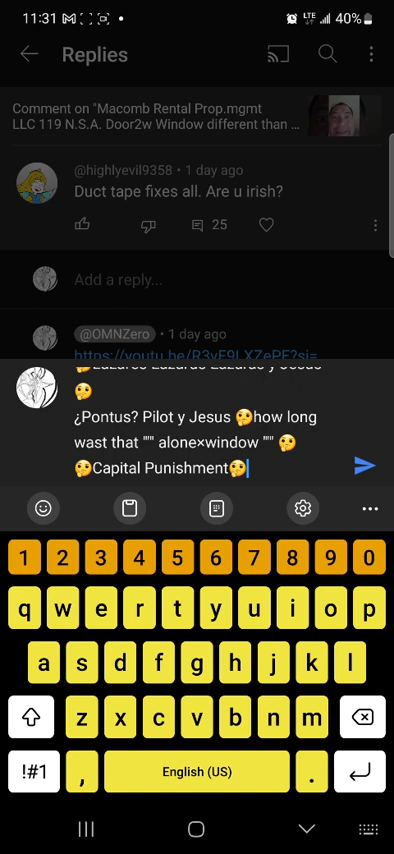 11:31
LTE
40%
Replies
Comment on "Macomb Rental Prop.mgmt
LLC 119 N.S.A. Door2w Window different than ...
@highlyevil9358 • 1 day ago
Duct tape fixes all. Are u irish?
25
Add a reply...
@OMNZero • 1 day ago
🤔
¿Pontus? Pilot y Jesus 🤔how long
wast that """ alone×window """ 🤔
🤔Capital Punishment🤔
1 2 3 4 5 6 7 8 9 0
q w e r t y u i o p
a s d f g h j k l
z x c v b n m
!#1 , English (US) .